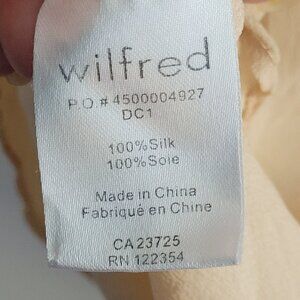 wilfred
P.O.#4500004927
DC1
100%Silk
100%Soie
Made in China
Fabriqué en Chine
CA23725
RN 122354